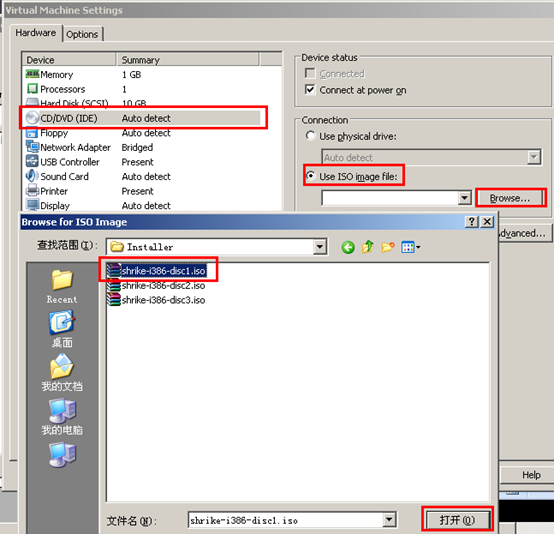 Virtual Machine Settings
Hardware Options
Device Summary
Memory 1 GB
Processors 1
Hard Disk (SCSI) 10 GB
CD/DVD (IDE) Auto detect
Floppy Auto detect
Network Adapter Bridged
USB Controller Present
Sound Card Auto detect
Printer Present
Display Auto detect
Device status
Connected
Connect at power on
Connection
Use physical drive:
Auto detect
Use ISO image file:
Browse...
Advanced...
Browse for ISO Image
查找范围(I): Installer
Recent
桌面
我的文档
我的电脑
shrike-i386-disc1.iso
shrike-i386-disc2.iso
shrike-i386-disc3.iso
文件名(N): shrike-i386-disc1.iso
打开(O)
Help